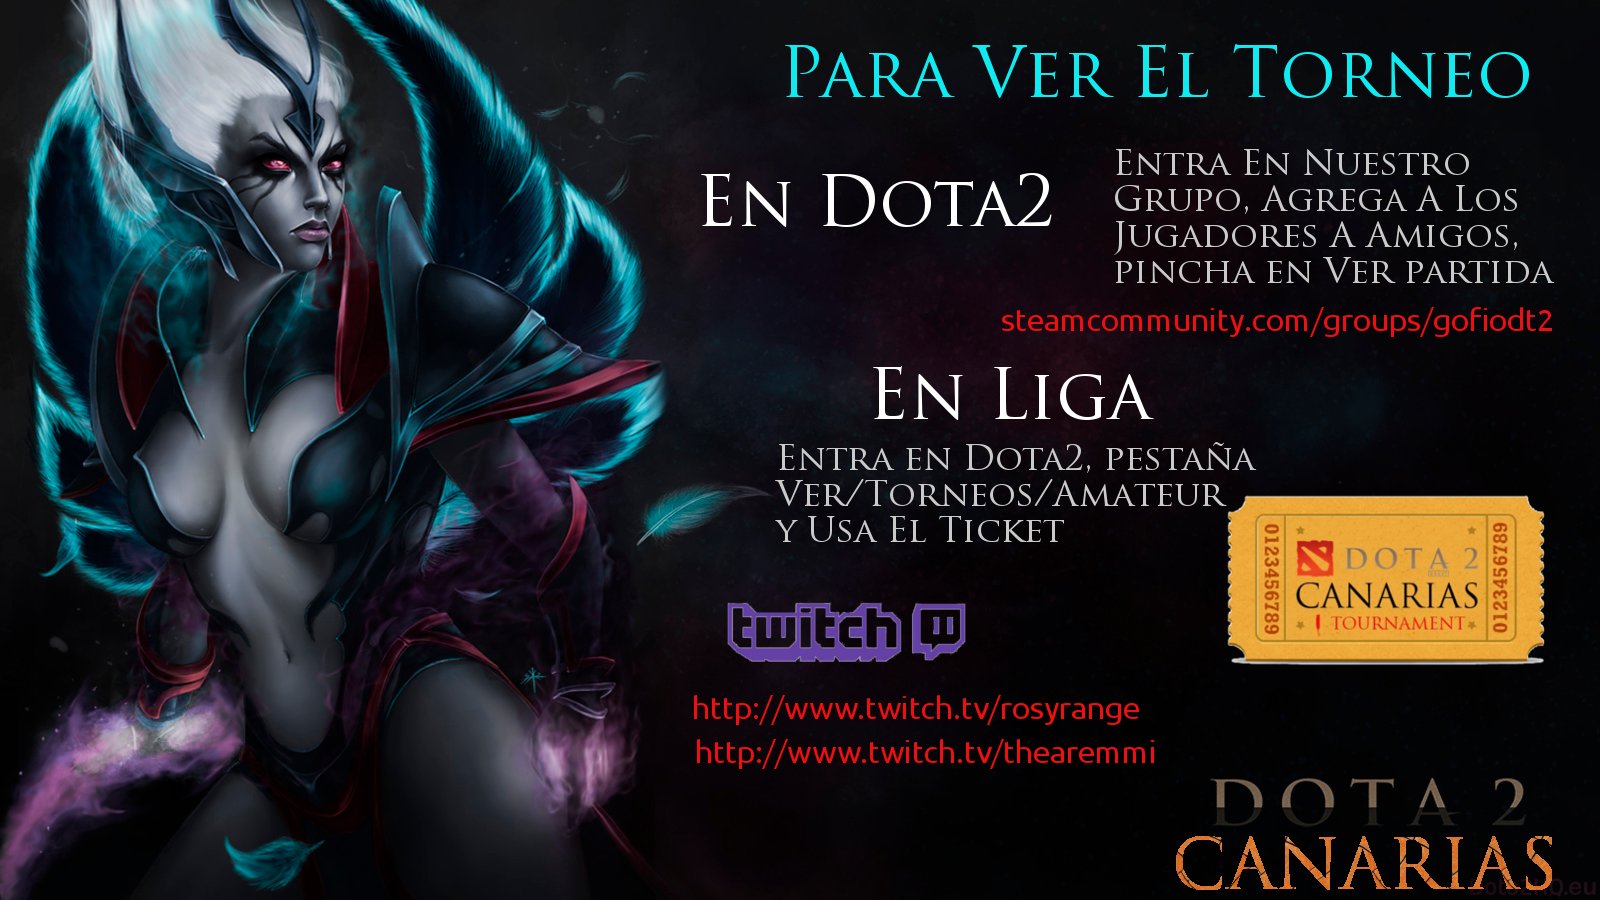 Para Ver El Torneo
En Dota2
Entra En Nuestro
Grupo, Agrega A Los
Jugadores A Amigos,
pincha en Ver partida
steamcommunity.com/groups/gofiodt2
En Liga
Entra en Dota2, pestaña
Ver/Torneos/Amateur
y Usa El Ticket
0123456789
DOTA 2
CANARIAS
TOURNAMENT
0123456789
twitch
http://www.twitch.tv/rosyrange
http://www.twitch.tv/thearemmi
DOTA 2
CANARIAS